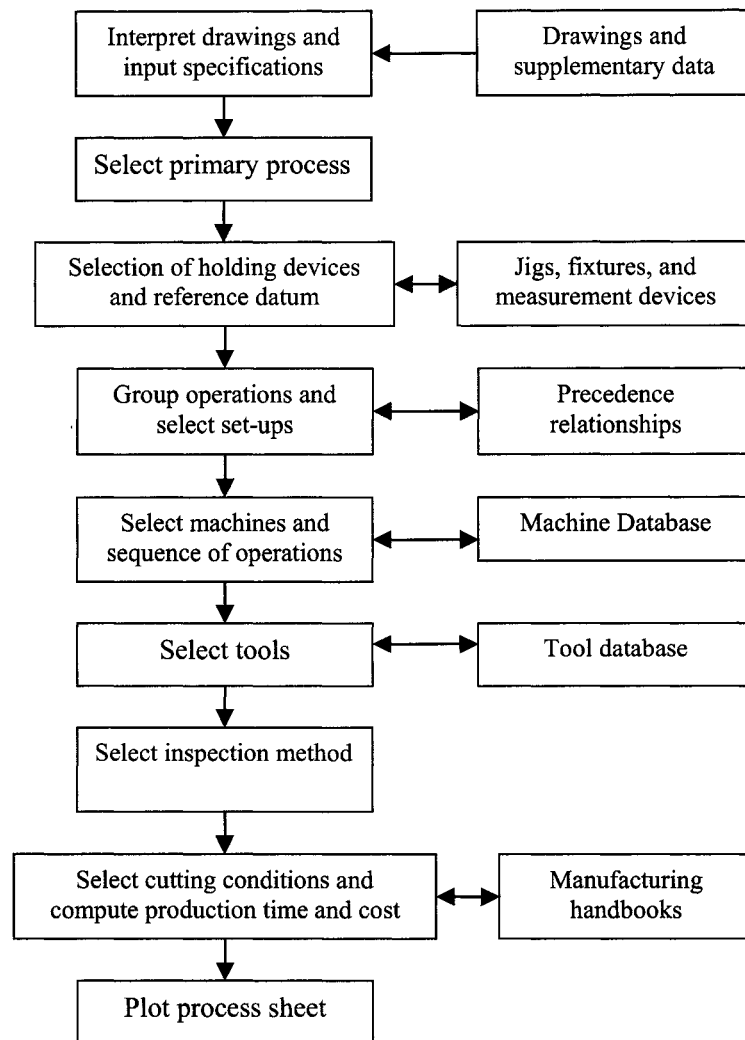 Interpret drawings and
input specifications
Drawings and
supplementary data
Select primary process
Selection of holding devices
and reference datum
Jigs, fixtures, and
measurement devices
Group operations and
select set-ups
Precedence
relationships
Select machines and
sequence of operations
Machine Database
Select tools
Tool database
Select inspection method
Select cutting conditions and
compute production time and cost
Manufacturing
handbooks
Plot process sheet